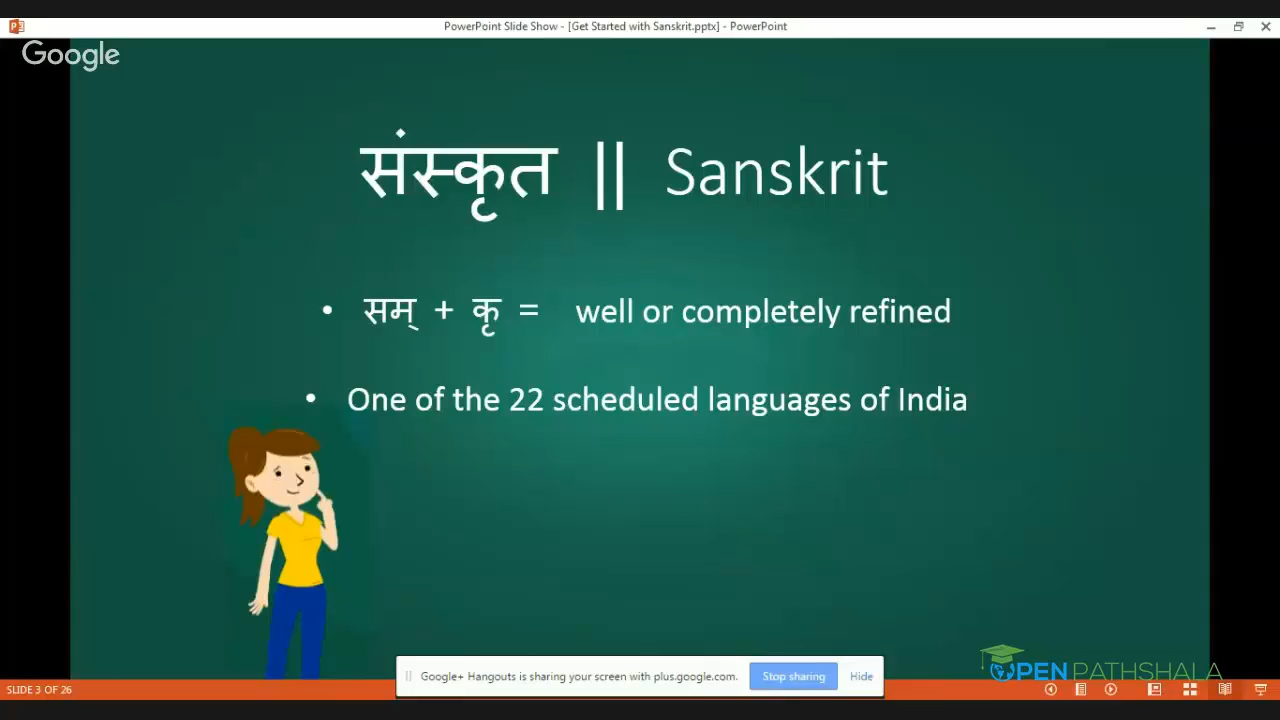 PowerPoint Slide Show - [Get Started with Sanskrit.pptx] - PowerPoint
Google
संस्कृत || Sanskrit
• सम् + कृ = well or completely refined
• One of the 22 scheduled languages of India
OPEN PATHSHALA
|| Google+ Hangouts is sharing your screen with plus.google.com. Stop sharing Hide
SLIDE 3 OF 26